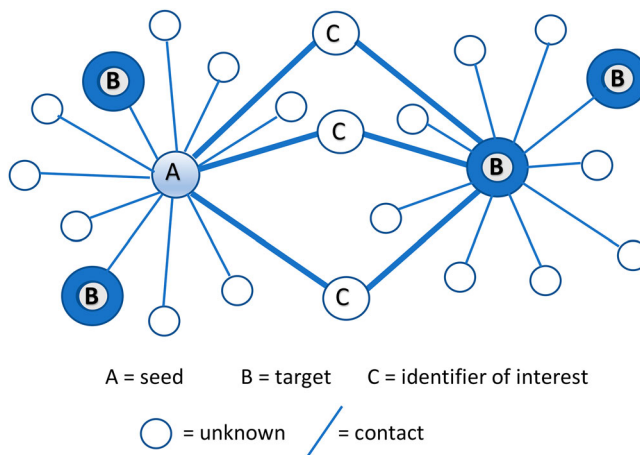 C
B
B
C
A
B
C
B
A = seed B = target C = identifier of interest
= unknown = contact